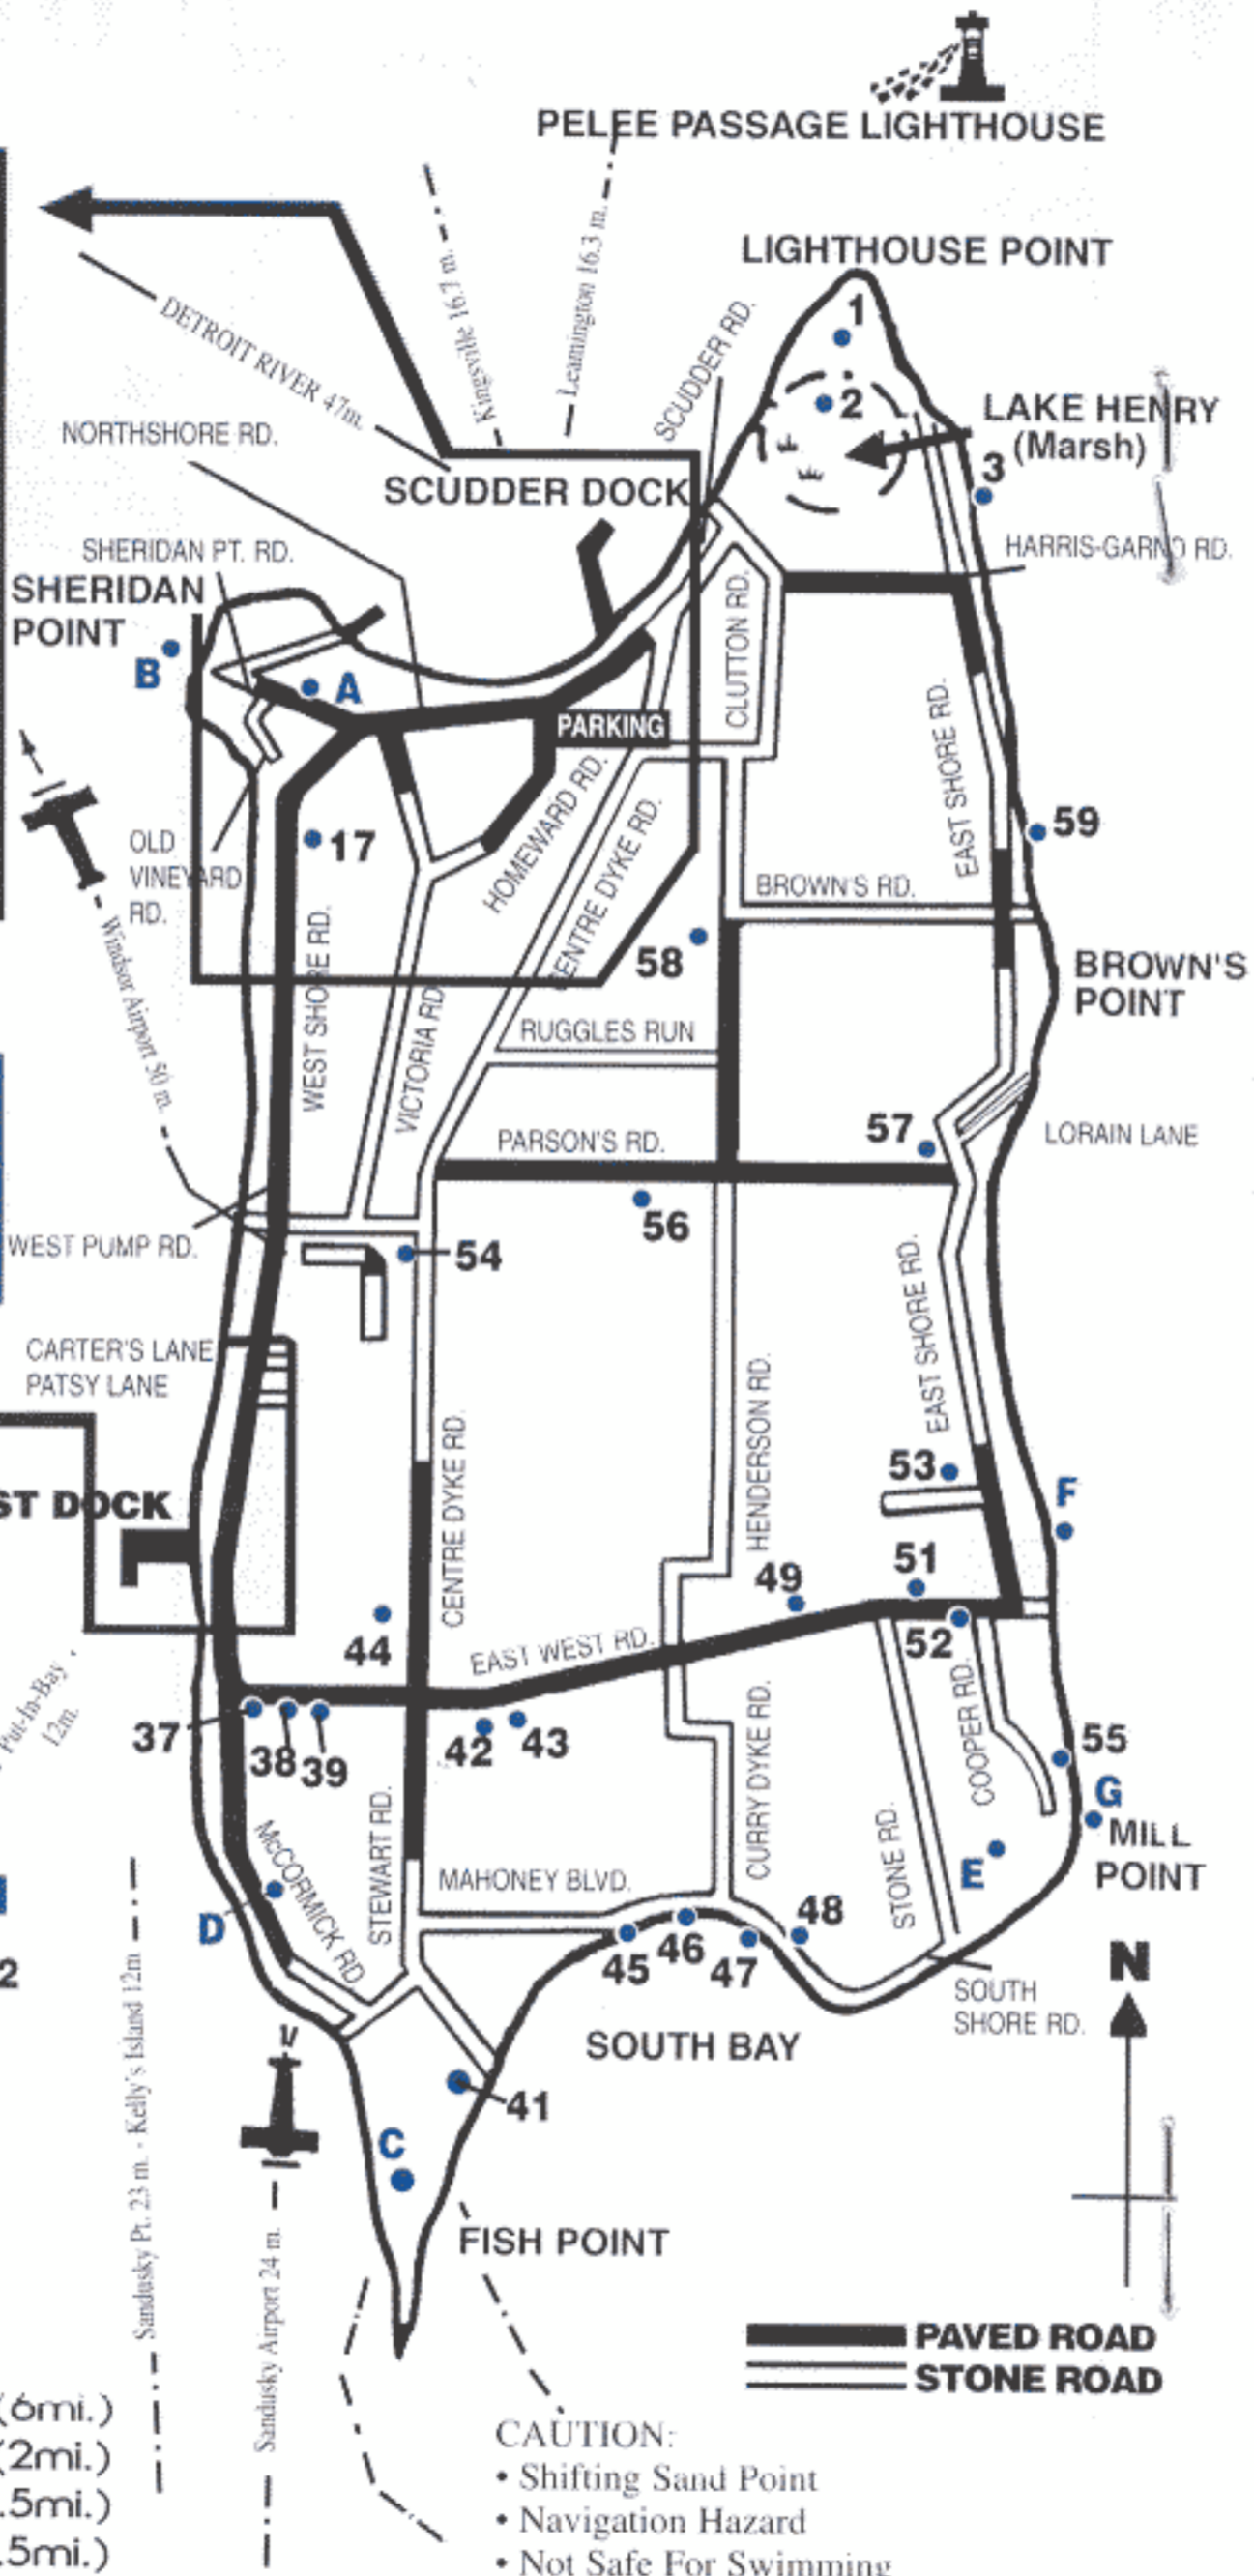 PELEE PASSAGE LIGHTHOUSE
LIGHTHOUSE POINT
Kingsville 16.7 m.
Leamington 16.3 m.
DETROIT RIVER 47m.
SCUDDER RD.
1
2
LAKE HENRY
(Marsh)
3
NORTHSHORE RD.
SCUDDER DOCK
SHERIDAN PT. RD.
HARRIS-GARNO RD.
SHERIDAN
POINT
B
A
CLUTTON RD.
PARKING
EAST SHORE RD.
HOMEWARD RD.
CENTRE DYKE RD.
17
59
OLD
VINEYARD
RD.
BROWN'S RD.
58
BROWN'S
POINT
Windsor Airport 50 m.
WEST SHORE RD.
VICTORIA RD
RUGGLES RUN
57
PARSON'S RD.
LORAIN LANE
56
WEST PUMP RD.
54
CARTER'S LANE
PATSY LANE
EAST SHORE RD.
HENDERSON RD.
CENTRE DYKE RD.
53
F
ST DOCK
51
49
44
EAST WEST RD.
52
Put-In-Bay
12m.
37
38
39
42
43
COOPER RD.
55
G
MILL
POINT
CURRY DYKE RD.
STONE RD.
E
STEWART RD.
McCORMICK RD.
MAHONEY BLVD.
D
48
45
46
47
2
N
SOUTH
SHORE RD.
SOUTH BAY
Sandusky Pt. 23 m. - Kelly's Island 12m
41
C
FISH POINT
Sandusky Airport 24 m.
PAVED ROAD
STONE ROAD
(6mi.)
(2mi.)
.5mi.)
.5mi.)
CAUTION:
• Shifting Sand Point
• Navigation Hazard
• Not Safe For Swimming